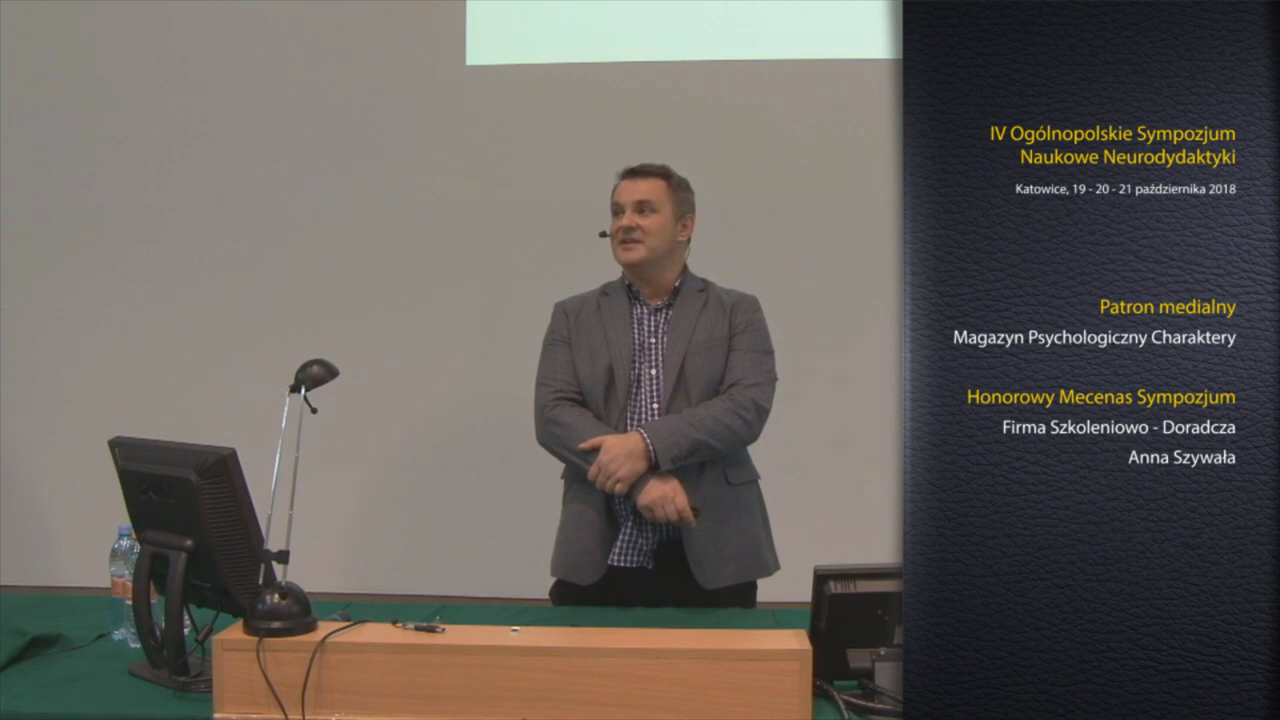 IV Ogólnopolskie Sympozjum
Naukowe Neurodydaktyki
Katowice, 19 - 20 - 21 października 2018
Patron medialny
Magazyn Psychologiczny Charaktery
Honorowy Mecenas Sympozjum
Firma Szkoleniowo - Doradcza
Anna Szywała